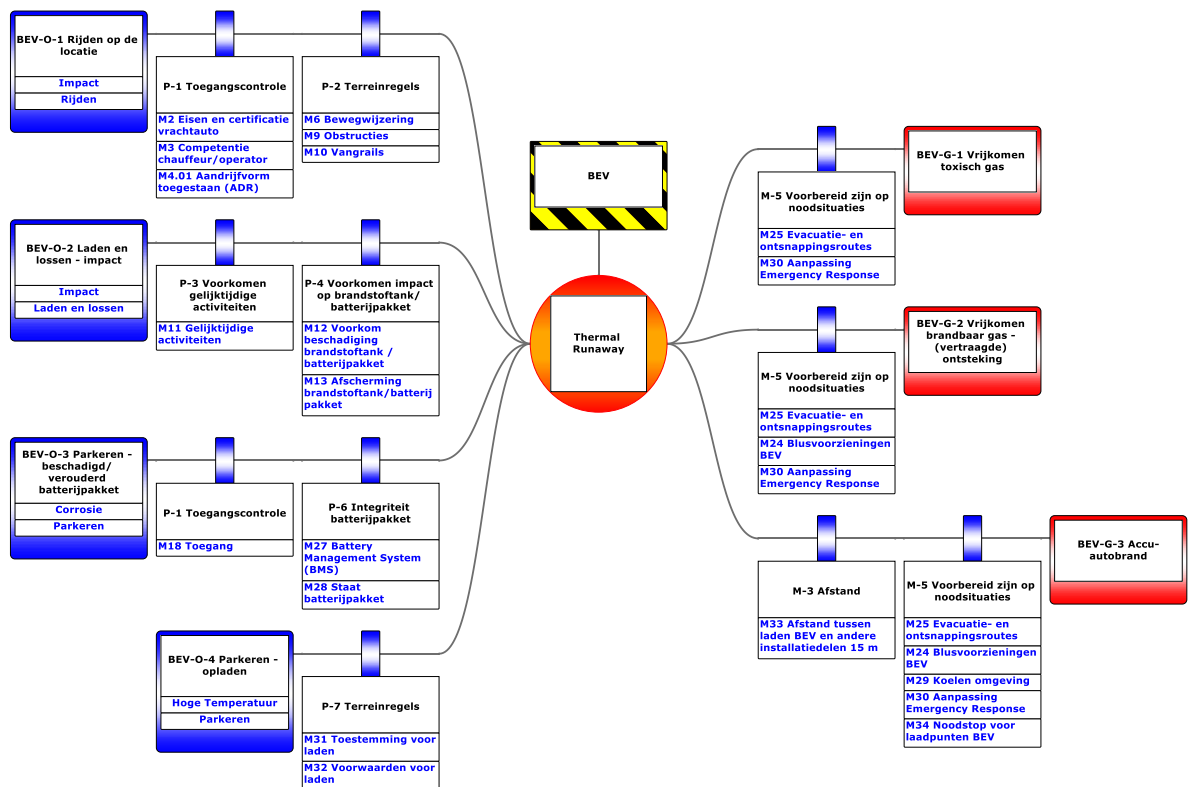 BEV-O-1 Rijden op de
locatie
Impact
Rijden
P-1 Toegangscontrole
M2 Eisen en certificatie
vrachtauto
M3 Competentie
chauffeur/operator
M4.01 Aandrijfvorm
toegestaan (ADR)
P-2 Terreinregels
M6 Bewegwijzering
M9 Obstructies
M10 Vangrails
BEV-O-2 Laden en
lossen - impact
Impact
Laden en lossen
P-3 Voorkomen
gelijktijdige
activiteiten
M11 Gelijktijdige
activiteiten
P-4 Voorkomen impact
op brandstoftank/
batterijpakket
M12 Voorkom
beschadiging
brandstoftank /
batterijpakket
M13 Afscherming
brandstoftank/batterij
pakket
BEV-O-3 Parkeren -
beschadigd/
verouderd
batterijpakket
Corrosie
Parkeren
P-1 Toegangscontrole
M18 Toegang
P-6 Integriteit
batterijpakket
M27 Battery
Management System
(BMS)
M28 Staat
batterijpakket
BEV-O-4 Parkeren -
opladen
Hoge Temperatuur
Parkeren
P-7 Terreinregels
M31 Toestemming voor
laden
M32 Voorwaarden voor
laden
BEV
Thermal
Runaway
M-5 Voorbereid zijn op
noodsituaties
M25 Evacuatie- en
ontsnappingsroutes
M30 Aanpassing
Emergency Response
BEV-G-1 Vrijkomen
toxisch gas
M-5 Voorbereid zijn op
noodsituaties
M25 Evacuatie- en
ontsnappingsroutes
M24 Blusvoorzieningen
BEV
M30 Aanpassing
Emergency Response
BEV-G-2 Vrijkomen
brandbaar gas -
(vertraagde)
ontsteking
M-3 Afstand
M33 Afstand tussen
laden BEV en andere
installatiedelen 15 m
M-5 Voorbereid zijn op
noodsituaties
M25 Evacuatie- en
ontsnappingsroutes
M24 Blusvoorzieningen
BEV
M29 Koelen omgeving
M30 Aanpassing
Emergency Response
M34 Noodstop voor
laadpunten BEV
BEV-G-3 Accu-
autobrand